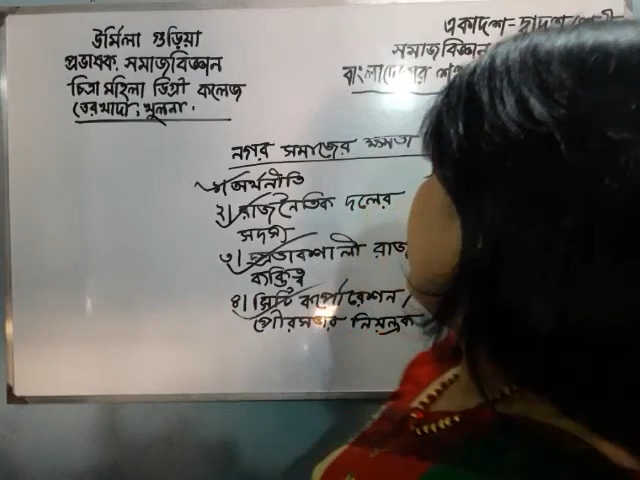 ঊর্মিলা গুড়িয়া
প্রভাষক, সমাজবিজ্ঞান
চিত্রা মহিলা ডিগ্রী কলেজ
তেরখাদা, খুলনা.
একাদশ-দ্বাদশ শ্রেণী
সমাজবিজ্ঞান
বাংলাদেশের
নগর সমাজের ক্ষমতা
১। অর্থনীতি
২। রাজনৈতিক দলের
সদস্য
৩। প্রভাবশালী
ব্যক্তিত্ব
৪। সিটি কর্পোরেশন/
পৌরসভার নিয়ন্ত্রক